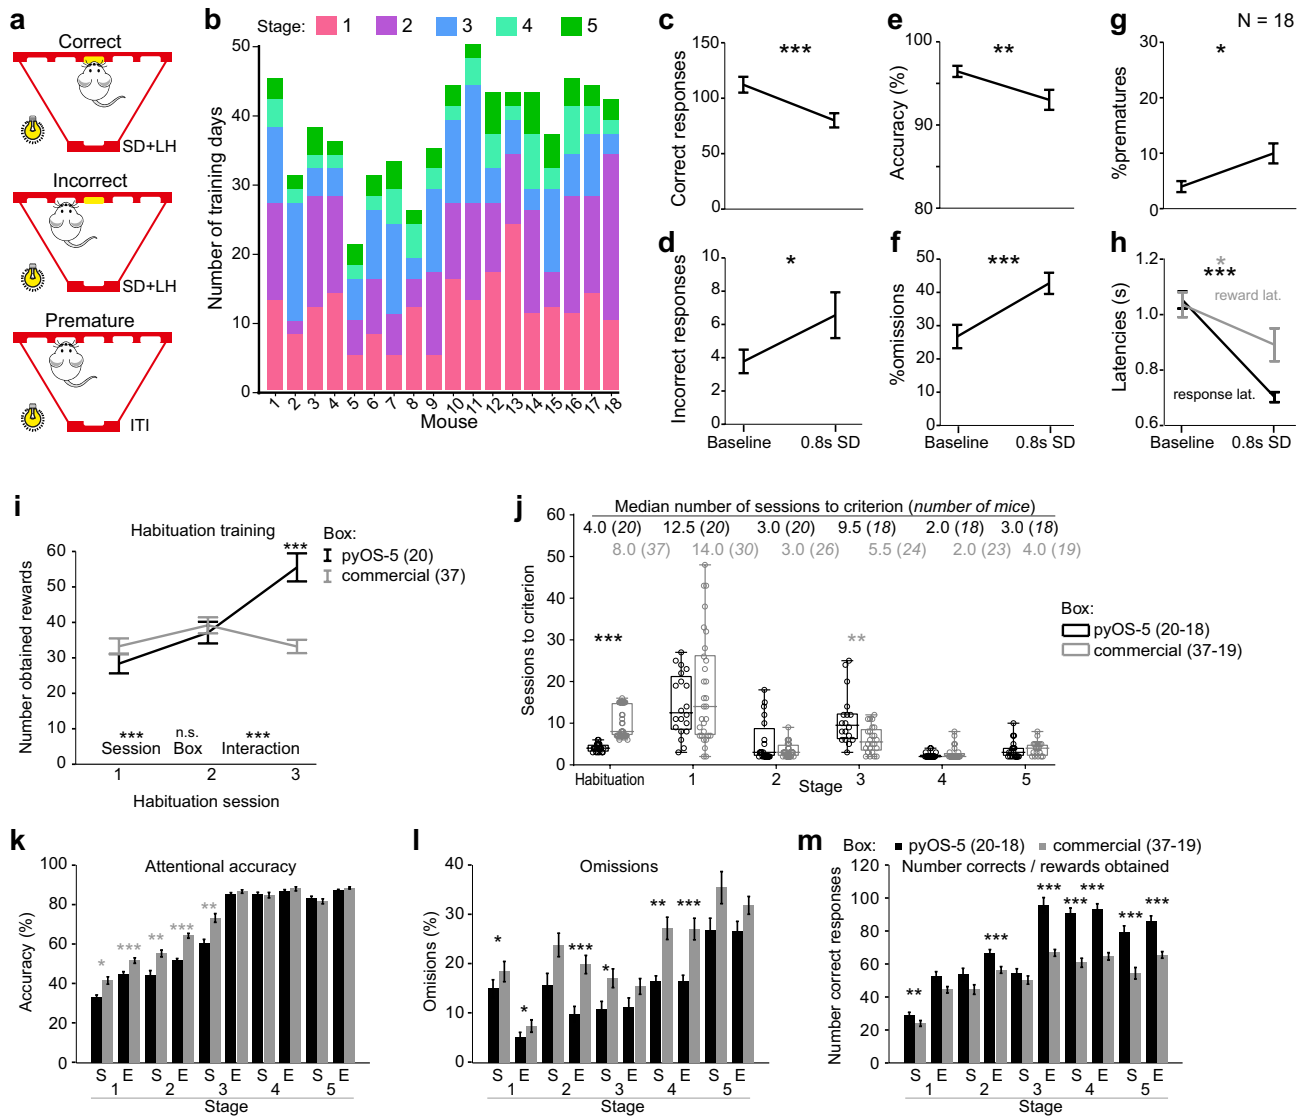 a
Correct
SD+LH
Incorrect
SD+LH
Premature
ITI
b
Stage: 1 2 3 4 5
Number of training days
50
40
30
20
10
0
1 2 3 4 5 6 7 8 9 10 11 12 13 14 15 16 17 18
Mouse
c
Correct responses
150
100
50
0
***
d
Incorrect responses
10
8
6
4
2
0
*
Baseline 0.8s SD
e
Accuracy (%)
100
90
80
**
f
%omissions
50
40
30
20
10
0
***
Baseline 0.8s SD
g
N = 18
%prematures
30
20
10
0
*
h
Latencies (s)
1.2
1.0
0.8
0.6
*
***
reward lat.
response lat.
Baseline 0.8s SD
i
Habituation training
Box:
pyOS-5 (20)
commercial (37)
Number obtained rewards
60
50
40
30
20
10
0
***
*** n.s. ***
Session Box Interaction
1 2 3
Habituation session
j
Median number of sessions to criterion (number of mice)
4.0 (20) 12.5 (20) 3.0 (20) 9.5 (18) 2.0 (18) 3.0 (18)
8.0 (37) 14.0 (30) 3.0 (26) 5.5 (24) 2.0 (23) 4.0 (19)
Sessions to criterion
60
50
40
30
20
10
0
*** **
Habituation 1 2 3 4 5
Stage
Box:
pyOS-5 (20-18)
commercial (37-19)
k
Attentional accuracy
Accuracy (%)
100
80
60
40
20
0
* *** ** *** **
S E S E S E S E S E
1 2 3 4 5
Stage
l
Omissions
Omisions (%)
40
30
20
10
0
* * *** * ** ***
S E S E S E S E S E
1 2 3 4 5
Stage
m
Box: pyOS-5 (20-18) commercial (37-19)
Number corrects / rewards obtained
Number correct responses
120
100
80
60
40
20
0
** *** *** *** *** *** ***
S E S E S E S E S E
1 2 3 4 5
Stage